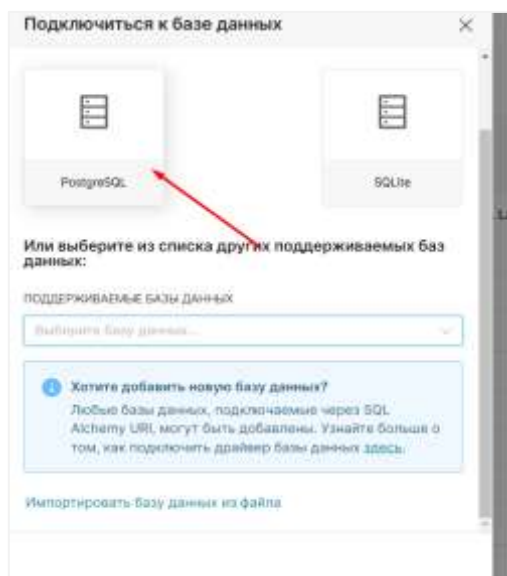 Подключиться к базе данных
PostgreSQL
SQLite
Или выберите из списка других поддерживаемых баз
данных:
ПОДДЕРЖИВАЕМЫЕ БАЗЫ ДАННЫХ
Выберите базу данных...
Хотите добавить новую базу данных?
Любые базы данных, подключаемые через SQL
Alchemy URI, могут быть добавлены. Узнайте больше о
том, как подключить драйвер базы данных здесь.
Импортировать базу данных из файла